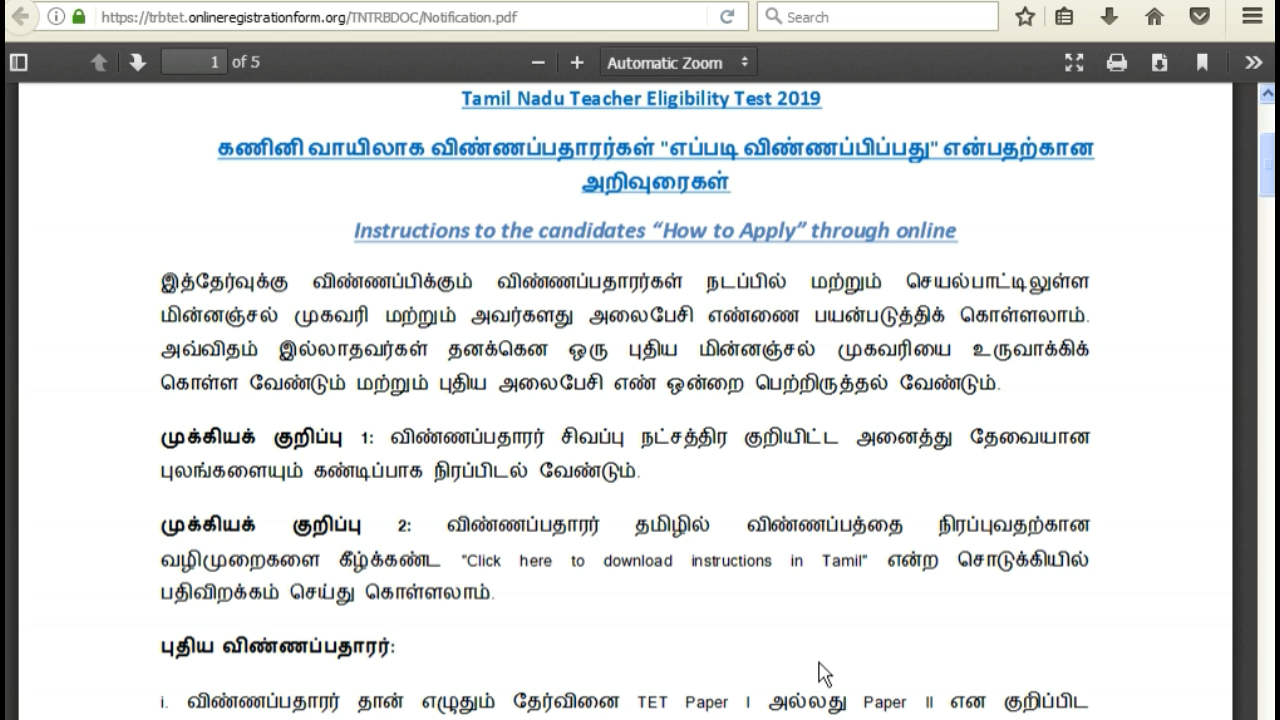 https://trbtet.onlineregistrationform.org/TNTRBDOC/Notification.pdf
Search
1 of 5
Automatic Zoom
Tamil Nadu Teacher Eligibility Test 2019
கணினி வாயிலாக விண்ணப்பதாரர்கள் "எப்படி விண்ணப்பிப்பது" என்பதற்கான
அறிவுரைகள்
Instructions to the candidates “How to Apply” through online
இத்தேர்வுக்கு விண்ணப்பிக்கும் விண்ணப்பதாரர்கள் நடப்பில் மற்றும் செயல்பாட்டிலுள்ள
மின்னஞ்சல் முகவரி மற்றும் அவர்களது அலைபேசி எண்ணை பயன்படுத்திக் கொள்ளலாம்.
அவ்விதம் இல்லாதவர்கள் தனக்கென ஒரு புதிய மின்னஞ்சல் முகவரியை உருவாக்கிக்
கொள்ள வேண்டும் மற்றும் புதிய அலைபேசி எண் ஒன்றை பெற்றிருத்தல் வேண்டும்.
முக்கியக் குறிப்பு 1: விண்ணப்பதாரர் சிவப்பு நட்சத்திர குறியிட்ட அனைத்து தேவையான
புலங்களையும் கண்டிப்பாக நிரப்பிடல் வேண்டும்.
முக்கியக் குறிப்பு 2: விண்ணப்பதாரர் தமிழில் விண்ணப்பத்தை நிரப்புவதற்கான
வழிமுறைகளை கீழ்க்கண்ட "Click here to download instructions in Tamil" என்ற சொடுக்கியில்
பதிவிறக்கம் செய்து கொள்ளலாம்.
புதிய விண்ணப்பதாரர்:
i. விண்ணப்பதாரர் தான் எழுதும் தேர்வினை TET Paper I அல்லது Paper II என குறிப்பிட